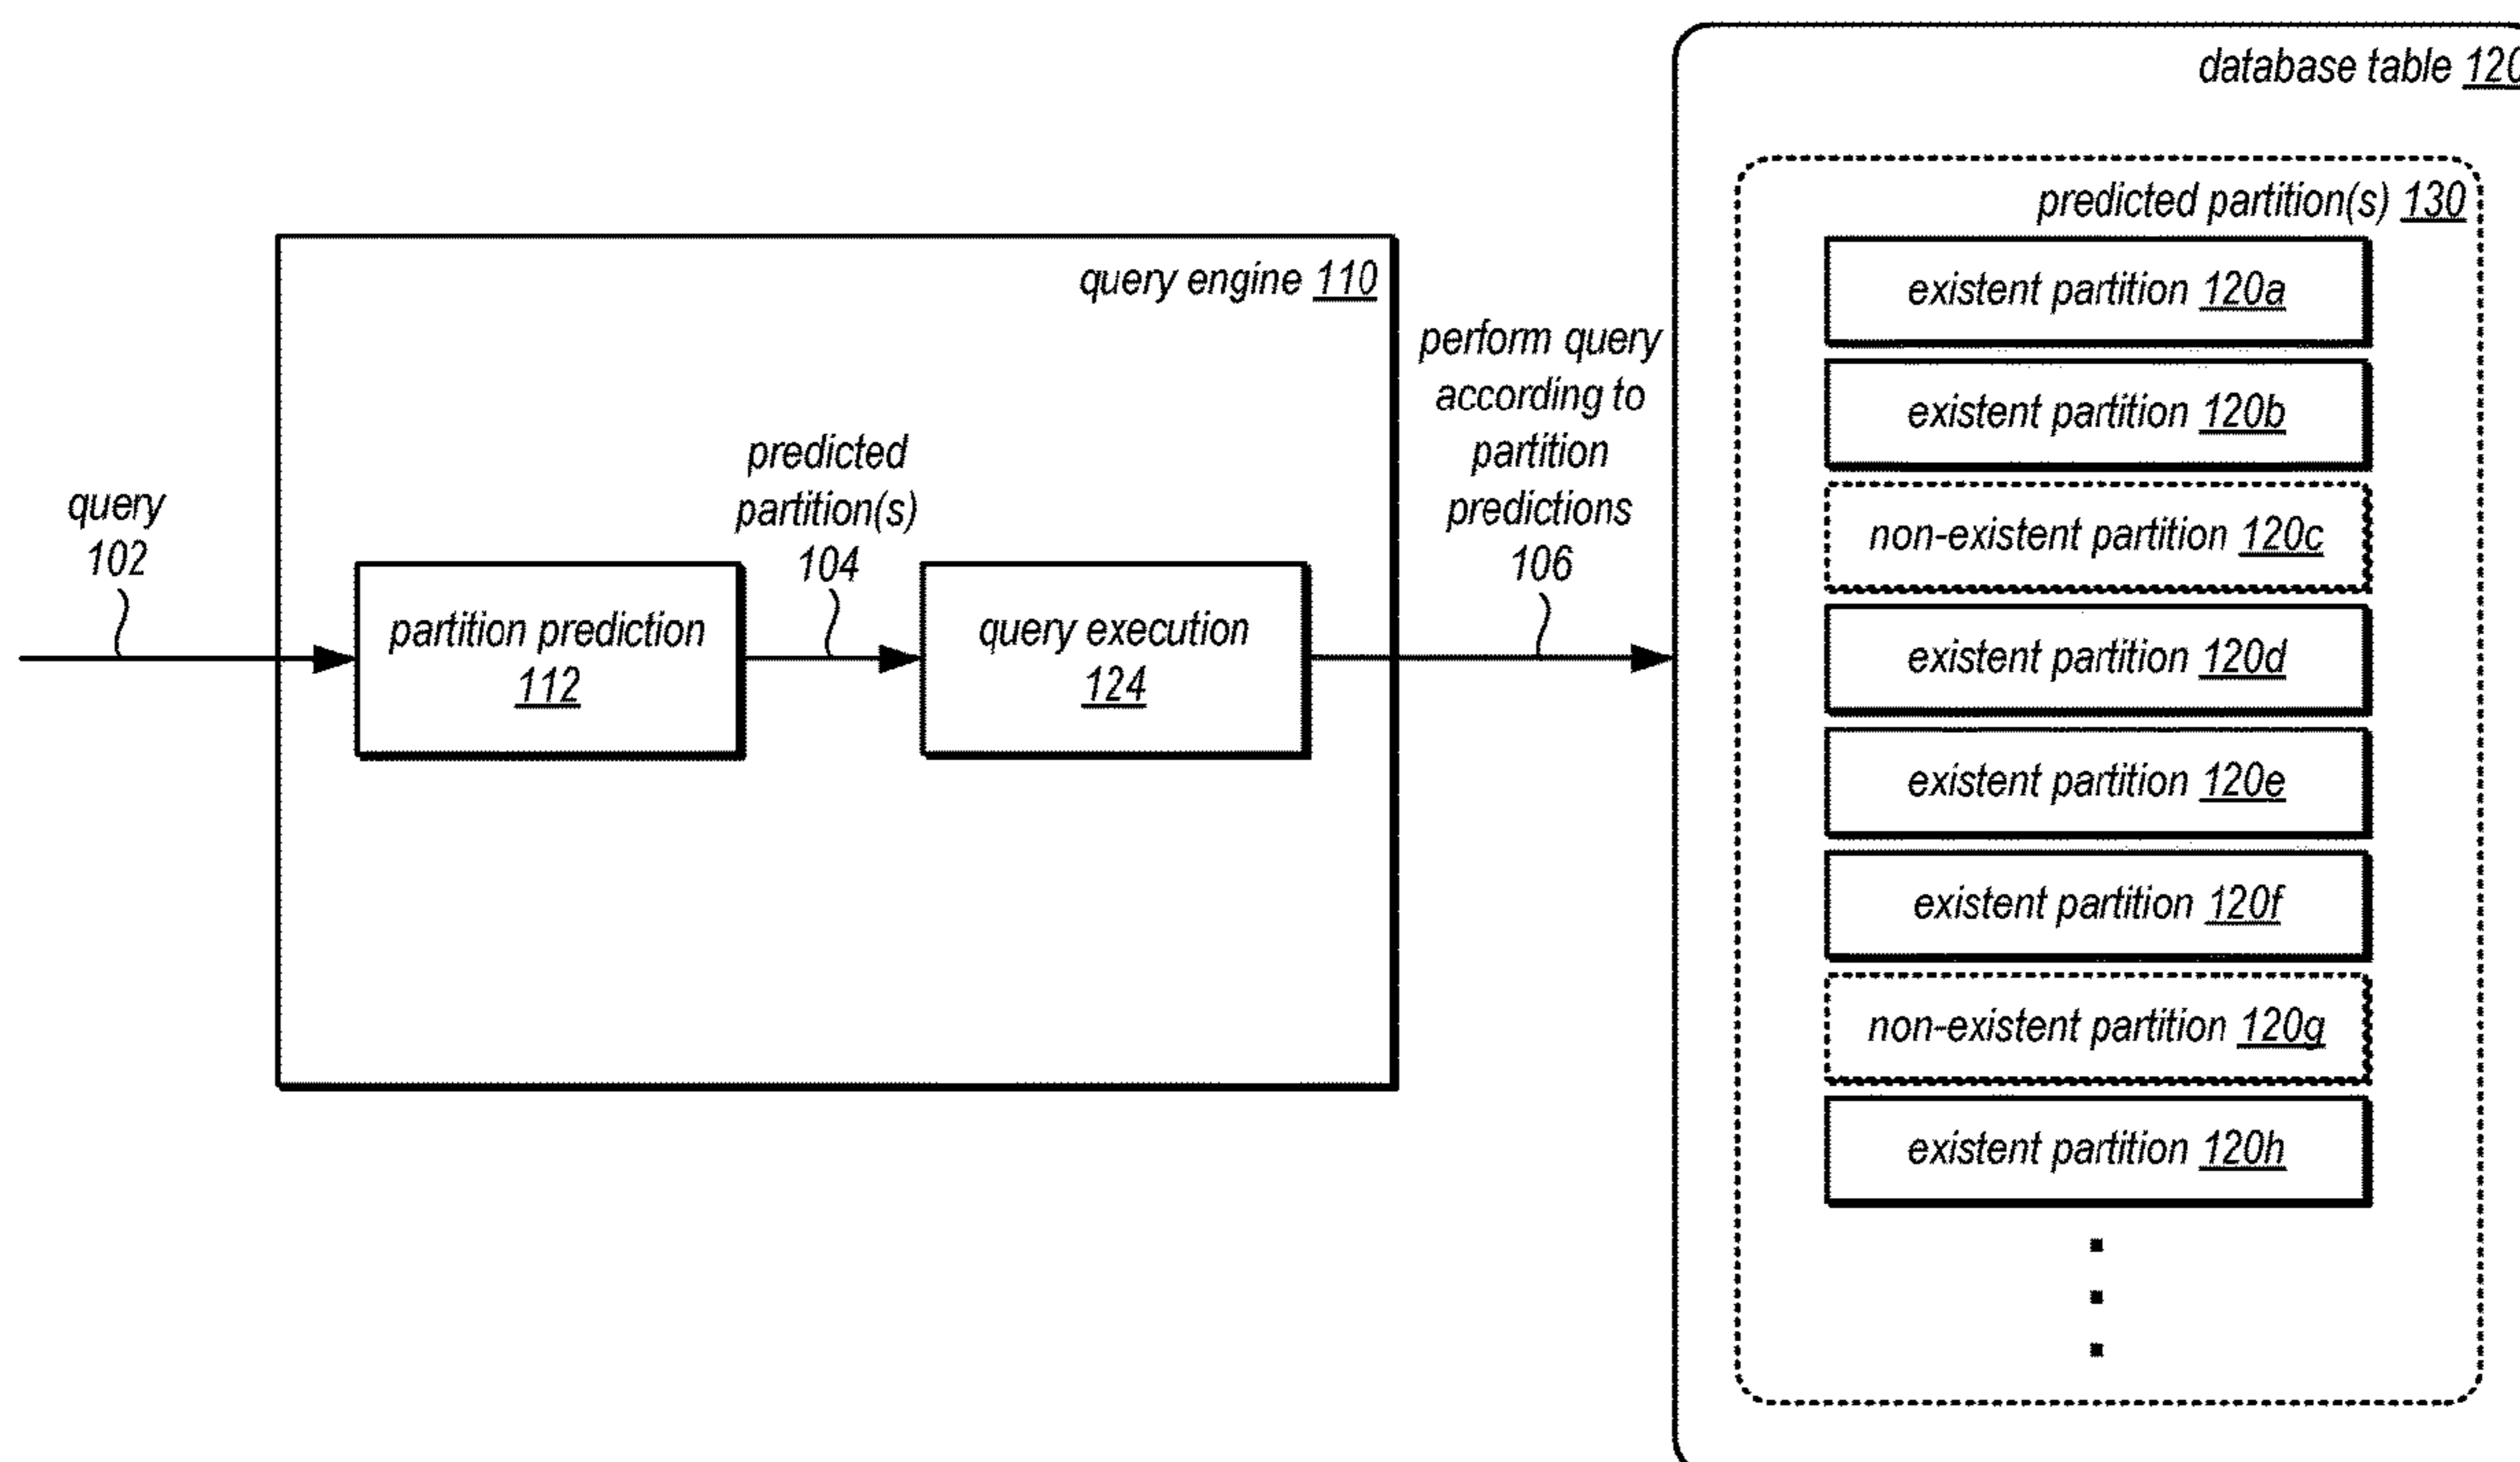 query
102
query engine 110
partition prediction
112
predicted
partition(s)
104
query execution
124
perform query
according to
partition
predictions
106
database table 120
predicted partition(s) 130
existent partition 120a
existent partition 120b
non-existent partition 120c
existent partition 120d
existent partition 120e
existent partition 120f
non-existent partition 120g
existent partition 120h